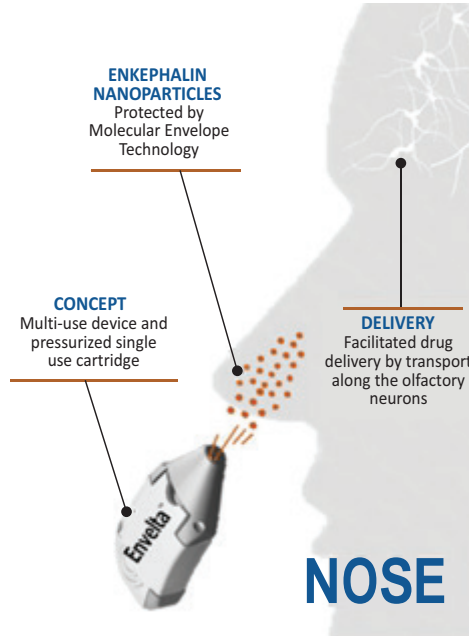 ENKEPHALIN
NANOPARTICLES
Protected by
Molecular Envelope
Technology
CONCEPT
Multi-use device and
pressurized single
use cartridge
DELIVERY
Facilitated drug
delivery by transport
along the olfactory
neurons
Envelta™
NOSE